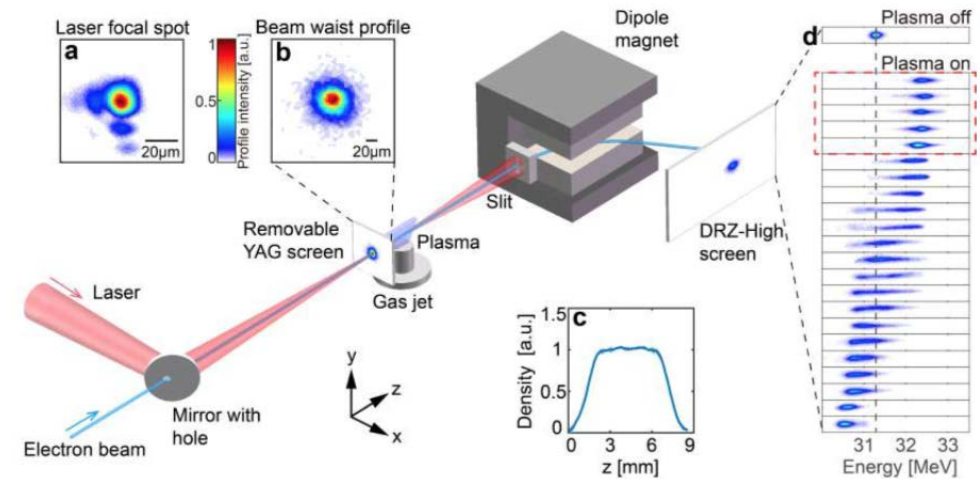 Laser focal spot
a
20μm
1
0.5
0
Profile intensity [a.u.]
Beam waist profile
b
20μm
Dipole
magnet
Slit
DRZ-High
screen
Removable
YAG screen
Plasma
Gas jet
Laser
Mirror with
hole
Electron beam
y
z
x
c
Density [a.u.]
1
0.5
0
0 3 6 9
z [mm]
d
Plasma off
Plasma on
31 32 33
Energy [MeV]